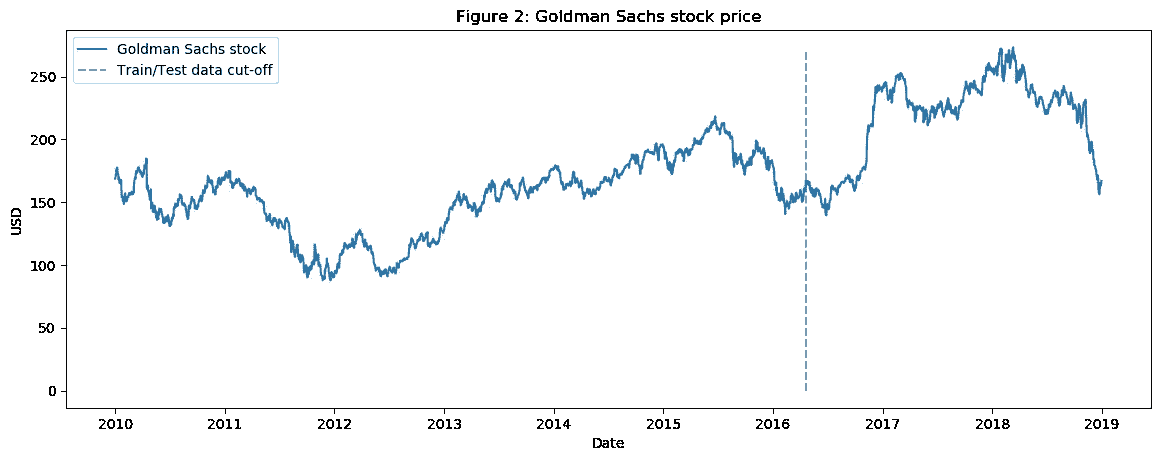 Figure 2: Goldman Sachs stock price
Goldman Sachs stock
Train/Test data cut-off
250
200
150
100
50
0
USD
2010 2011 2012 2013 2014 2015 2016 2017 2018 2019
Date